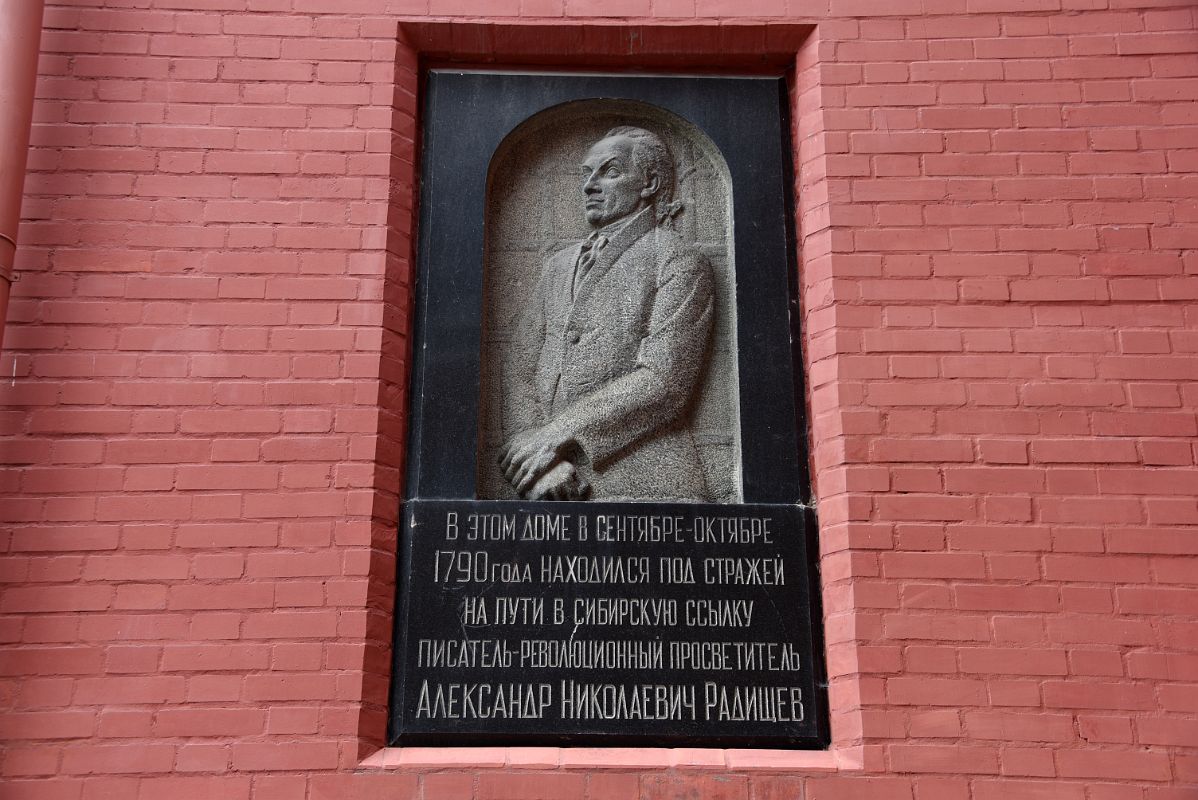 В ЭТОМ ДОМЕ В СЕНТЯБРЕ-ОКТЯБРЕ
1790 ГОДА НАХОДИЛСЯ ПОД СТРАЖЕЙ
НА ПУТИ В СИБИРСКУЮ ССЫЛКУ
ПИСАТЕЛЬ-РЕВОЛЮЦИОННЫЙ ПРОСВЕТИТЕЛЬ
АЛЕКСАНДР НИКОЛАЕВИЧ РАДИЩЕВ